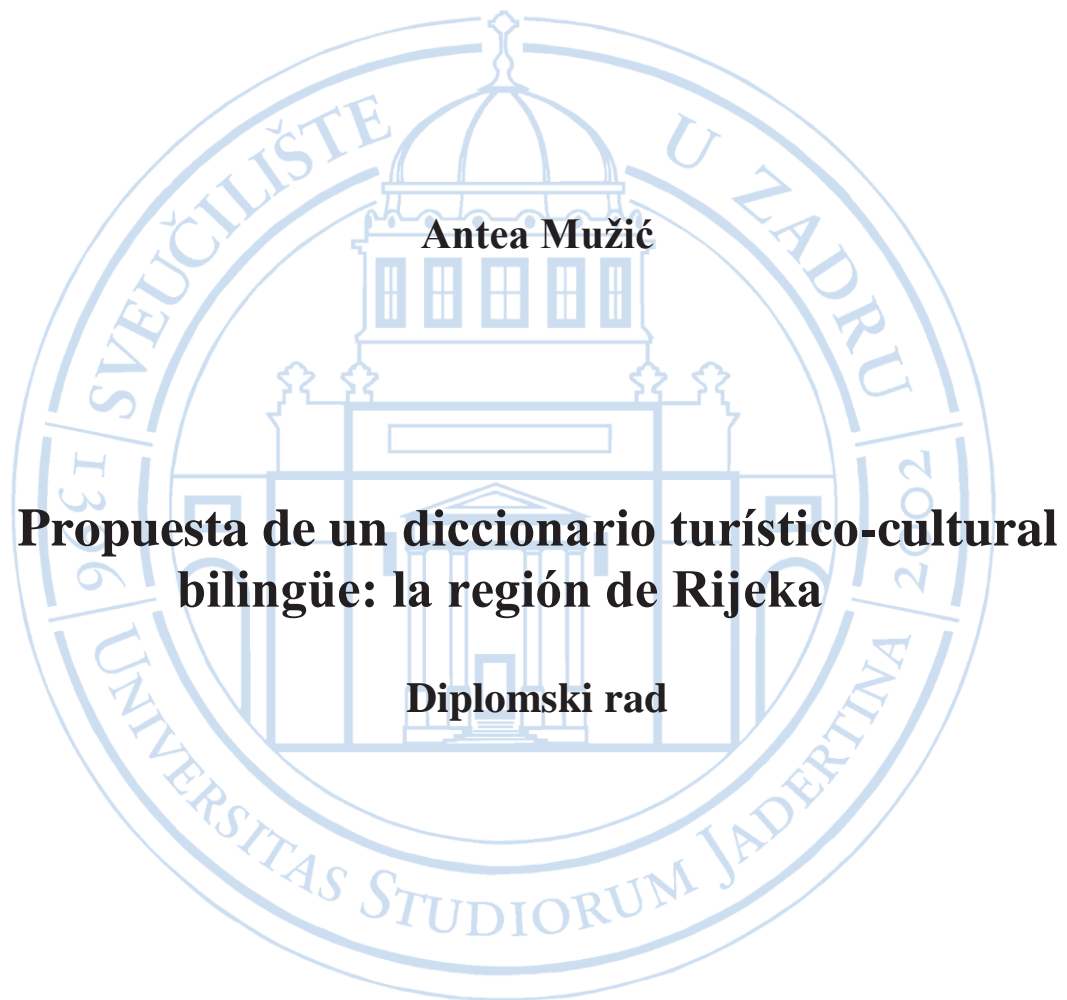 SVEUČILIŠTE U ZADRU
Antea Mužić
1396
2002
Propuesta de un diccionario turístico-cultural
bilingüe: la región de Rijeka
Diplomski rad
UNIVERSITAS STUDIORUM JADERTINA